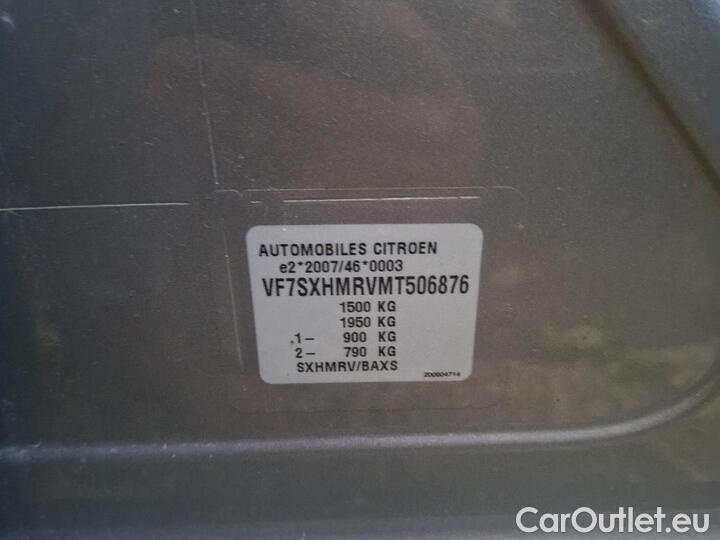 AUTOMOBILES CITROEN
e2*2007/46*0003
VF7SXHMRVMT506876
1500 KG
1950 KG
1- 900 KG
2- 790 KG
SXHMRV/BAXS
200604714
CarOutlet.eu